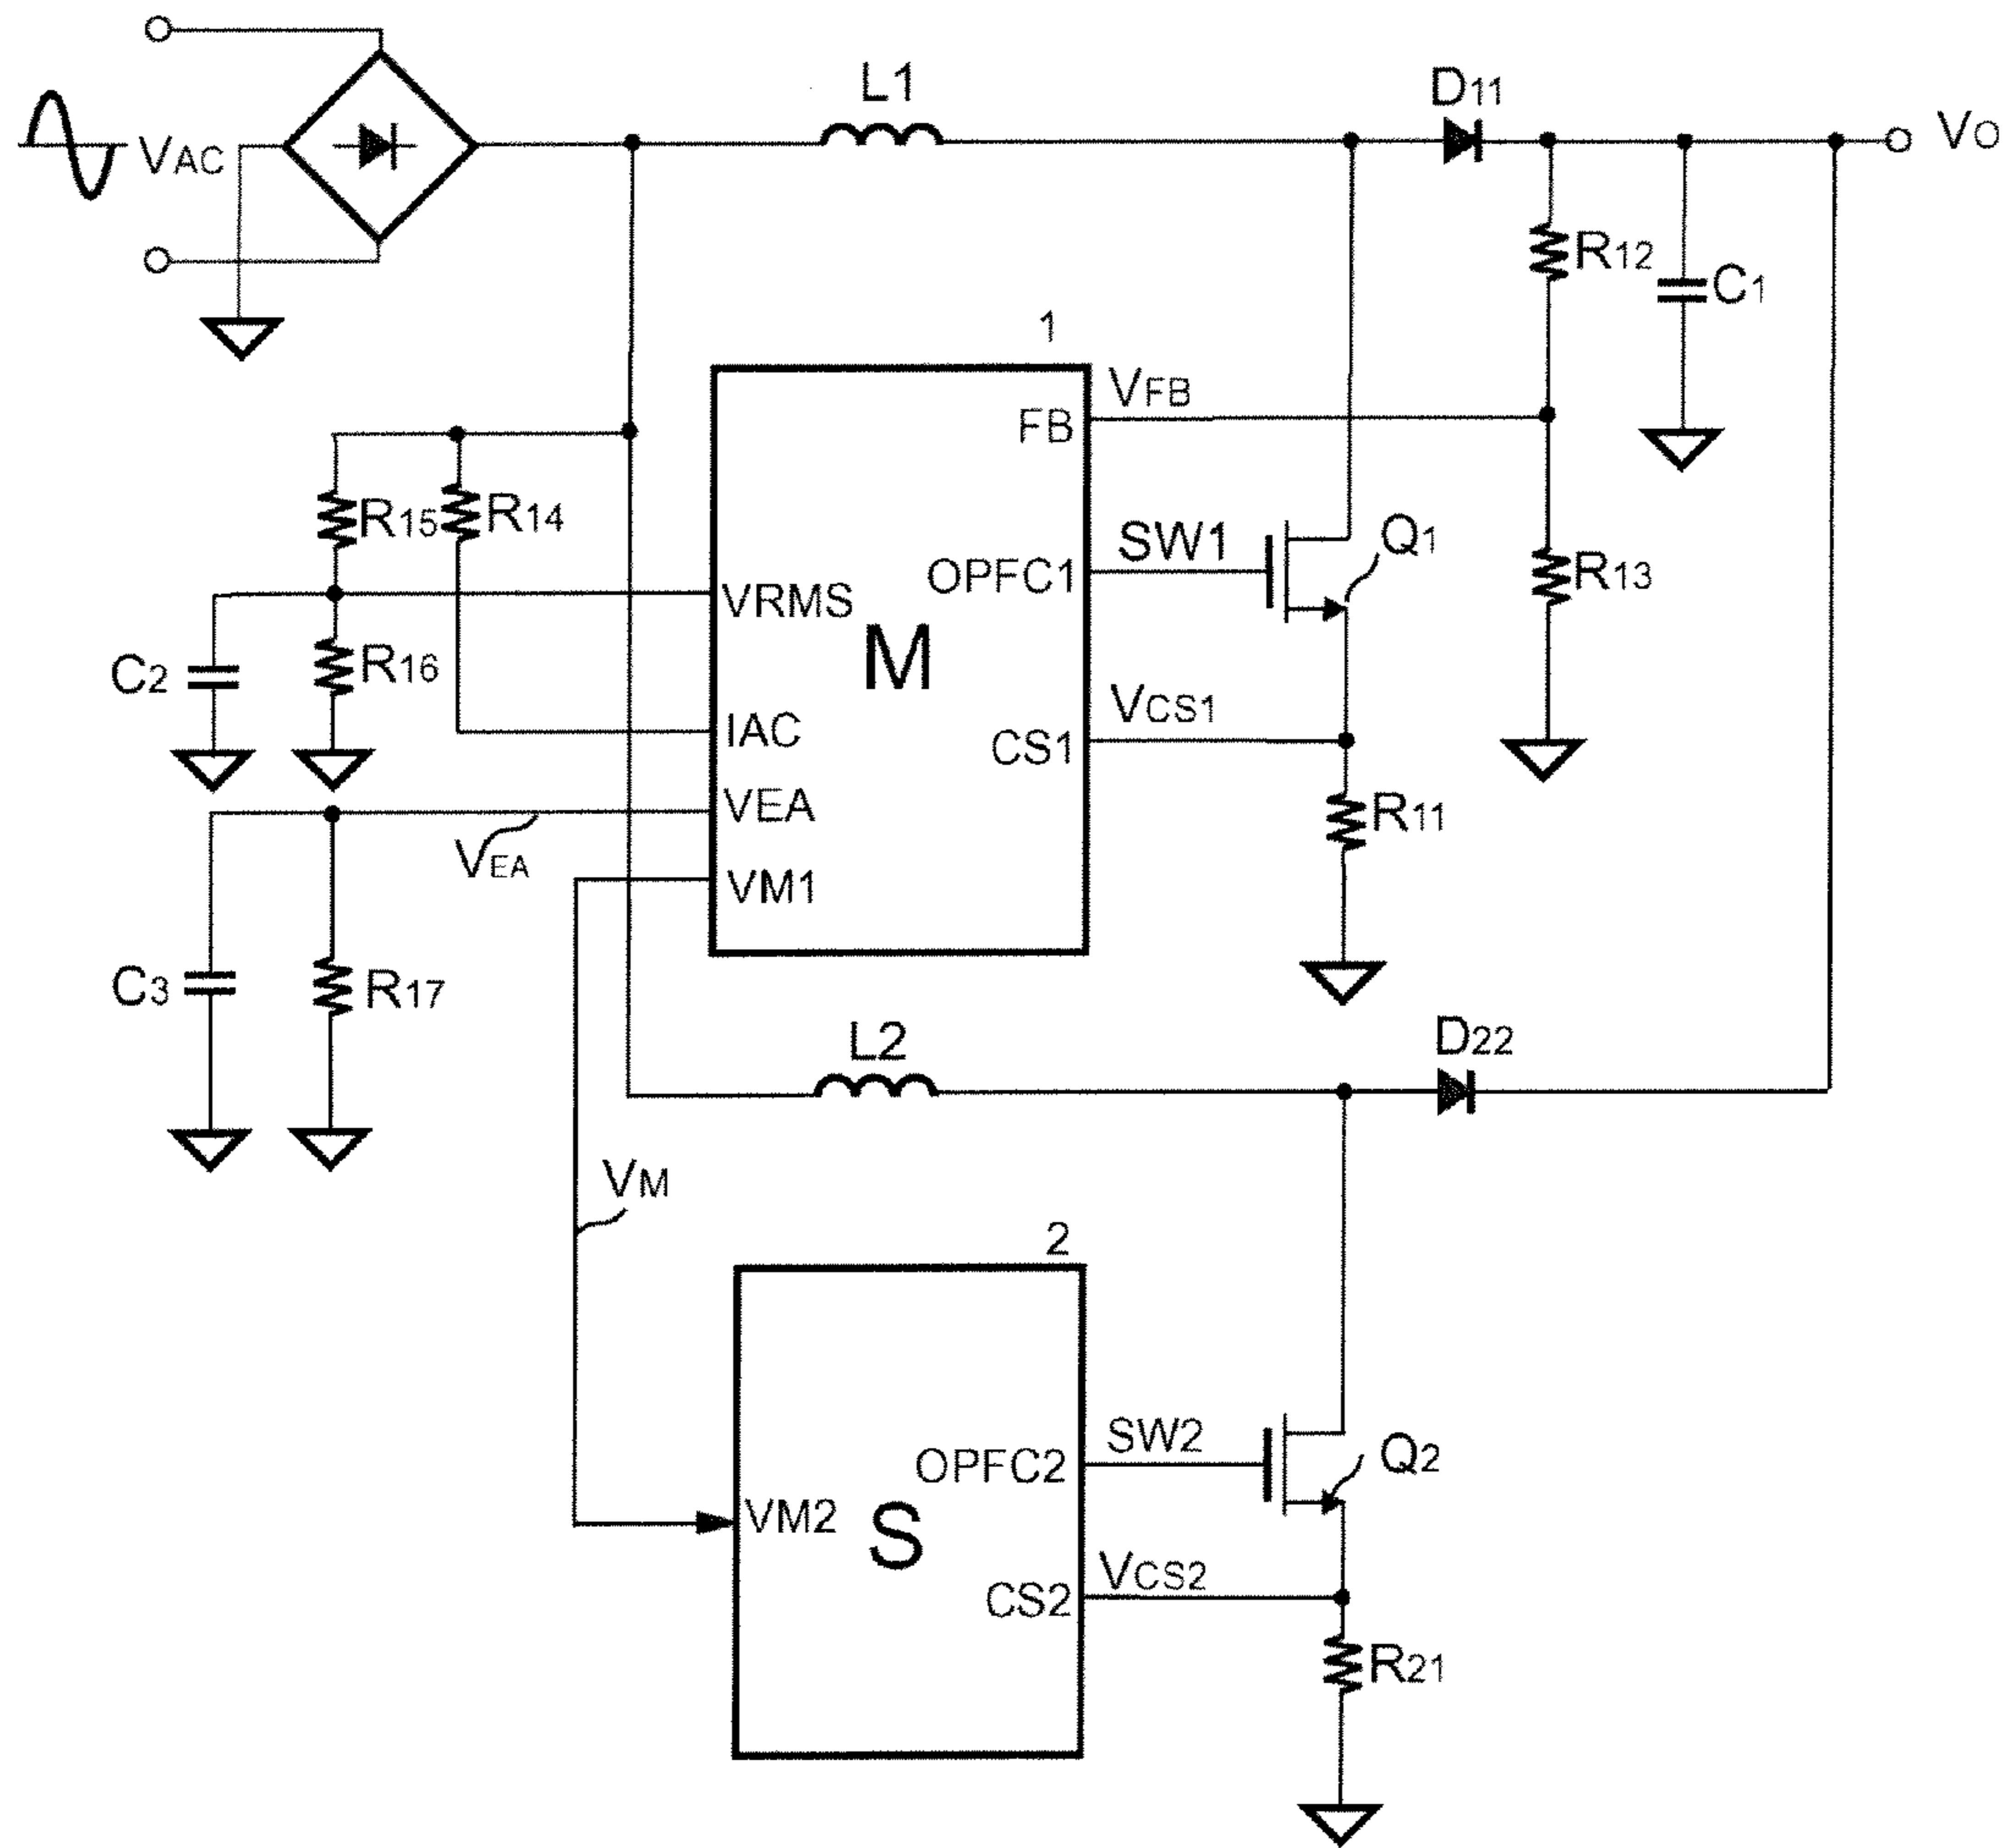 L1
D11
VO
VAC
R12
C1
1
VFB
FB
R15
R14
SW1
Q1
OPFC1
R13
VRMS
M
C2
R16
VCS1
IAC
CS1
VEA
R11
VEA
VM1
C3
R17
L2
D22
VM
2
SW2
Q2
OPFC2
VM2
S
VCS2
CS2
R21